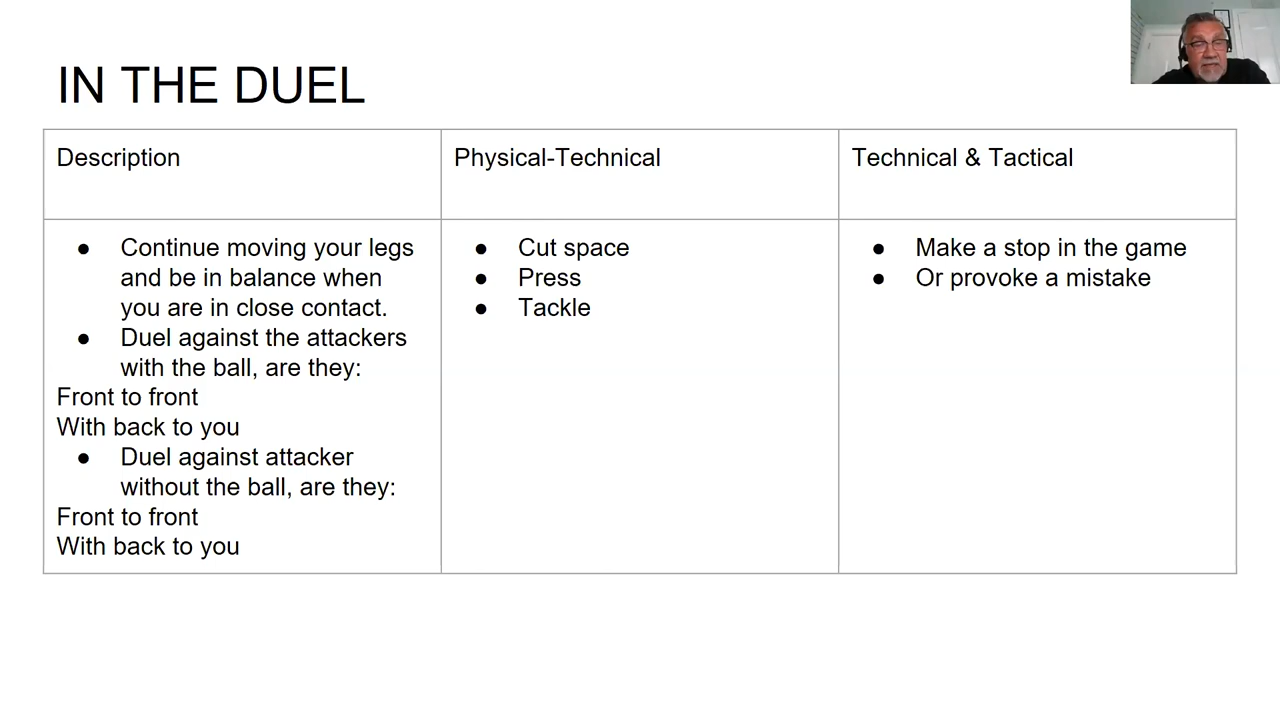 IN THE DUEL
Description
Physical-Technical
Technical & Tactical
● Continue moving your legs
and be in balance when
you are in close contact.
● Duel against the attackers
with the ball, are they:
Front to front
With back to you
● Duel against attacker
without the ball, are they:
Front to front
With back to you
● Cut space
● Press
● Tackle
● Make a stop in the game
● Or provoke a mistake